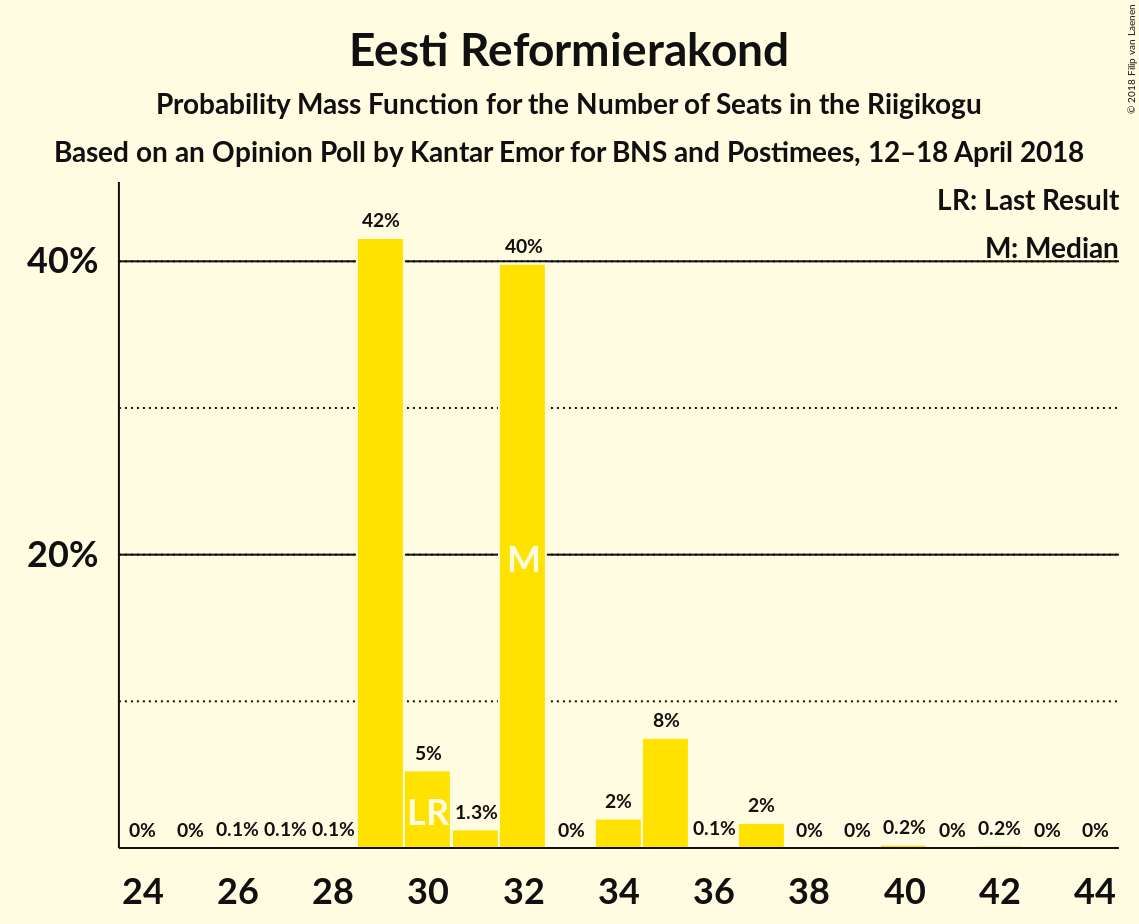 Eesti Reformierakond
Probability Mass Function for the Number of Seats in the Riigikogu
Based on an Opinion Poll by Kantar Emor for BNS and Postimees, 12–18 April 2018
© 2018 Filip van Laenen
LR: Last Result
M: Median
40%
20%
0% 0% 0.1% 0.1% 0.1% 42% 5% 1.3% 40% 0% 2% 8% 0.1% 2% 0% 0% 0.2% 0% 0.2% 0% 0%
M
LR
24 26 28 30 32 34 36 38 40 42 44